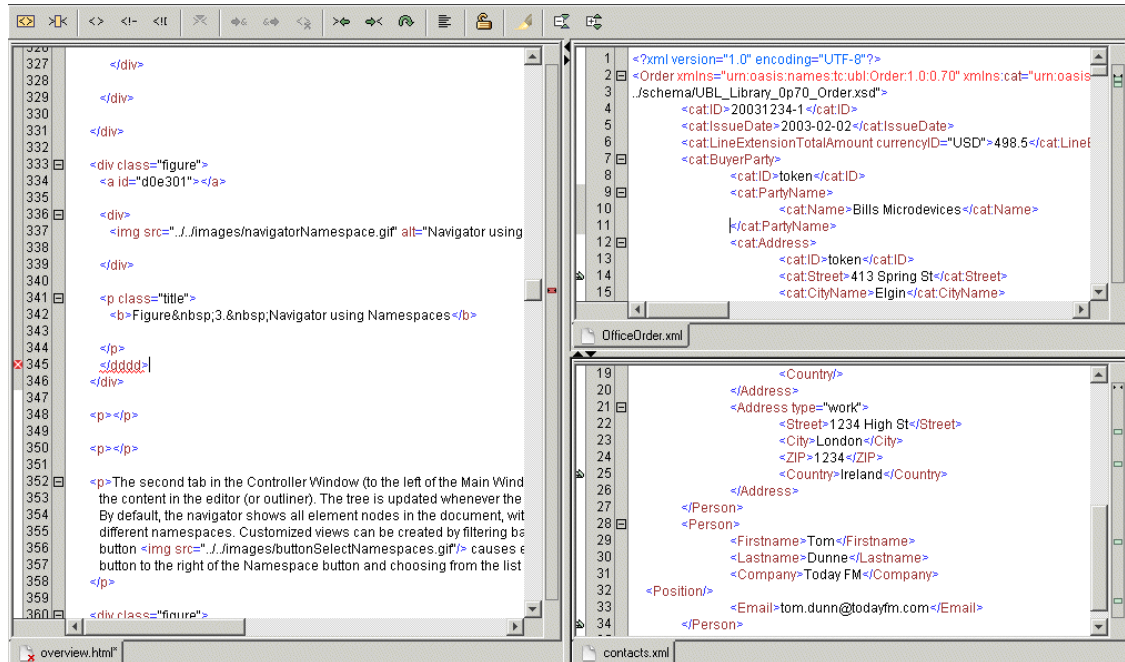 326
327 </div>
328
329 </div>
330
331 </div>
332
333 <div class="figure">
334 <a id="d0e301"></a>
335
336 <div>
337 <img src="../../images/navigatorNamespace.gif" alt="Navigator using
338
339 </div>
340
341 <p class="title">
342 <b>Figure&nbsp;3.&nbsp;Navigator using Namespaces</b>
343
344 </p>
345 </dddd>
346 </div>
347
348 <p></p>
349
350 <p></p>
351
352 <p>The second tab in the Controller Window (to the left of the Main Wind
353 the content in the editor (or outliner). The tree is updated whenever the
354 By default, the navigator shows all element nodes in the document, wit
355 different namespaces. Customized views can be created by filtering ba
356 button <img src="../../images/buttonSelectNamespaces.gif"/> causes e
357 button to the right of the Namespace button and choosing from the list
358 </p>
359
360 <div class="figure">
overview.html*
1 <?xml version="1.0" encoding="UTF-8"?>
2 <Order xmlns="urn:oasis:names:tc:ubl:Order:1.0:0.70" xmlns:cat="urn:oasis
3 ../schema/UBL_Library_0p70_Order.xsd">
4 <cat:ID>20031234-1</cat:ID>
5 <cat:IssueDate>2003-02-02</cat:IssueDate>
6 <cat:LineExtensionTotalAmount currencyID="USD">498.5</cat:LineE
7 <cat:BuyerParty>
8 <cat:ID>token</cat:ID>
9 <cat:PartyName>
10 <cat:Name>Bills Microdevices</cat:Name>
11 </cat:PartyName>
12 <cat:Address>
13 <cat:ID>token</cat:ID>
14 <cat:Street>413 Spring St</cat:Street>
15 <cat:CityName>Elgin</cat:CityName>
OfficeOrder.xml
19 <Country/>
20 </Address>
21 <Address type="work">
22 <Street>1234 High St</Street>
23 <City>London</City>
24 <ZIP>1234</ZIP>
25 <Country>Ireland</Country>
26 </Address>
27 </Person>
28 <Person>
29 <Firstname>Tom</Firstname>
30 <Lastname>Dunne</Lastname>
31 <Company>Today FM</Company>
32 <Position/>
33 <Email>tom.dunn@todayfm.com</Email>
34 </Person>
contacts.xml